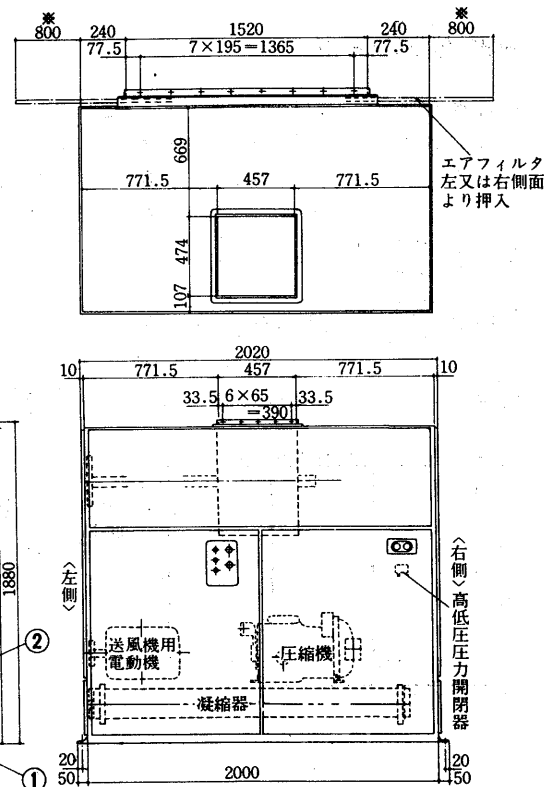 ※ ※
800 240 1520 240 800
77.5 7×195=1365 77.5
エアフィルタ
左又は右側面
より押入
669
771.5 457 771.5
474
107
2020
10 771.5 457 771.5 10
33.5 6×65 33.5
=390
1880
〈左側〉
〈右側〉高低圧圧力開閉器
②
送風機用
電動機
圧縮機
凝縮器
①
20 20
50 2000 50